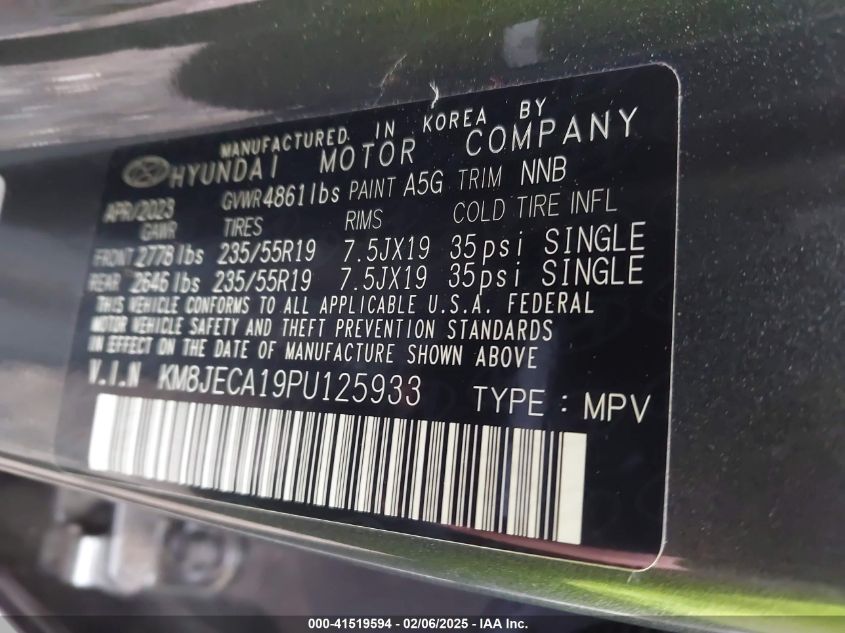 MANUFACTURED IN KOREA BY
HYUNDAI MOTOR COMPANY
APR/2023 GVWR 4861 lbs PAINT A5G TRIM NNB
GAWR TIRES RIMS COLD TIRE INFL
FRONT 2778 lbs 235/55R19 7.5JX19 35psi SINGLE
REAR 2646 lbs 235/55R19 7.5JX19 35psi SINGLE
THIS VEHICLE CONFORMS TO ALL APPLICABLE U.S.A. FEDERAL
MOTOR VEHICLE SAFETY AND THEFT PREVENTION STANDARDS
IN EFFECT ON THE DATE OF MANUFACTURE SHOWN ABOVE
V.I.N KM8JECA19PU125933 TYPE : MPV
000-41519594 - 02/06/2025 - IAA Inc.